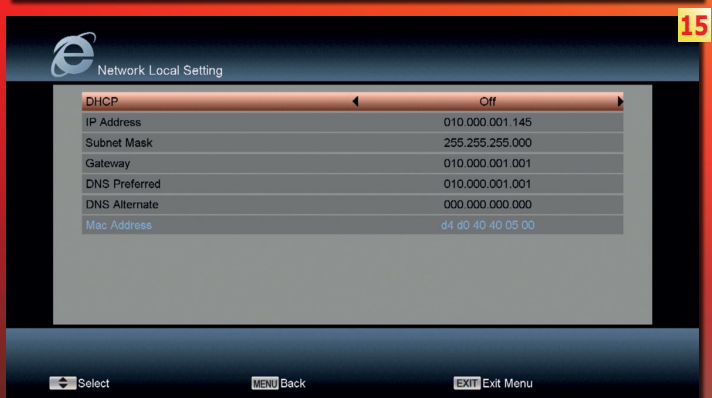 15
Network Local Setting
DHCP Off
IP Address 010.000.001.145
Subnet Mask 255.255.255.000
Gateway 010.000.001.001
DNS Preferred 010.000.001.001
DNS Alternate 000.000.000.000
Mac Address d4 d0 40 40 05 00
Select MENU Back EXIT Exit Menu